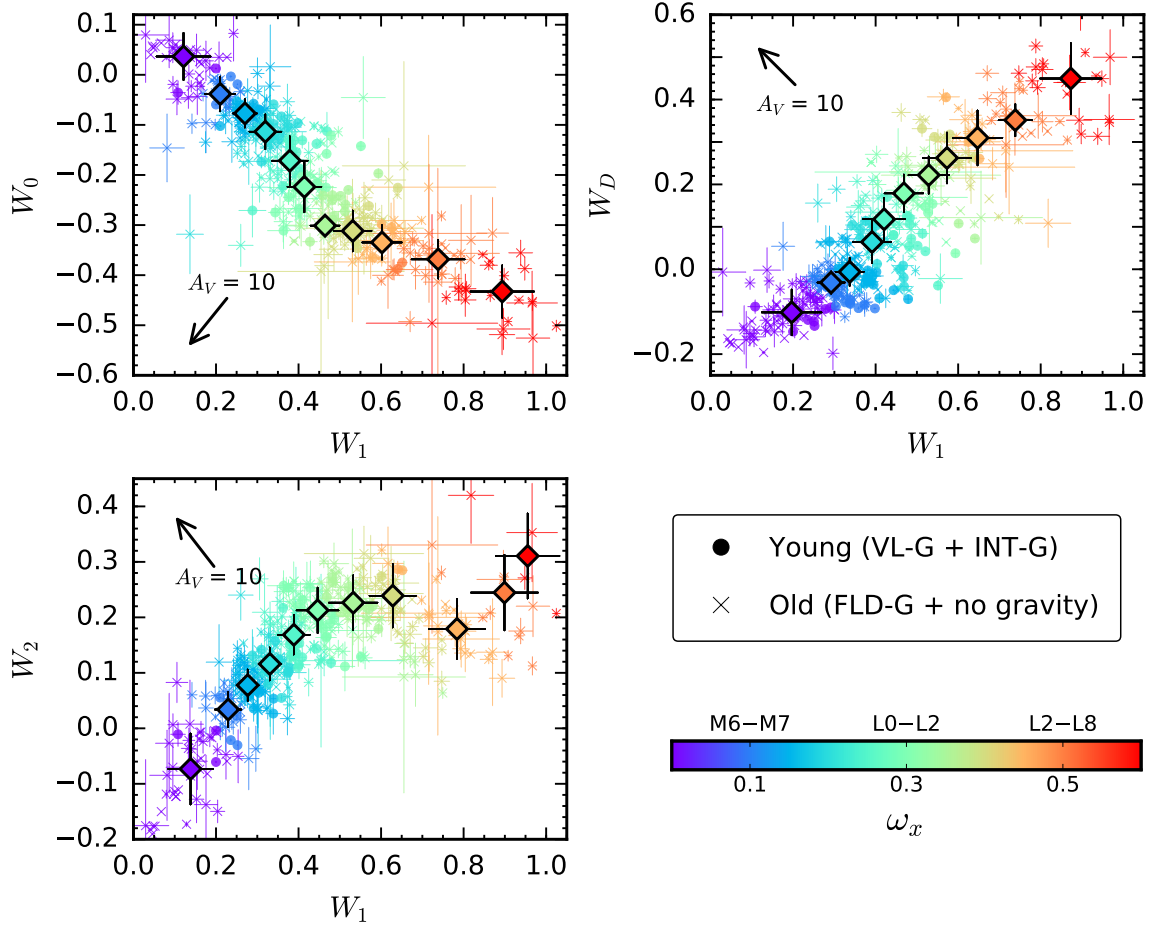 0.1
0.0
−0.1
−0.2
−0.3
−0.4
−0.5
−0.6
W0
A_V = 10
0.0 0.2 0.4 0.6 0.8 1.0
W1
0.6
0.4
0.2
0.0
−0.2
W_D
A_V = 10
0.0 0.2 0.4 0.6 0.8 1.0
W1
0.4
0.3
0.2
0.1
0.0
−0.1
−0.2
W2
A_V = 10
0.0 0.2 0.4 0.6 0.8 1.0
W1
Young (VL-G + INT-G)
Old (FLD-G + no gravity)
M6−M7 L0−L2 L2−L8
0.1 0.3 0.5
ω_x